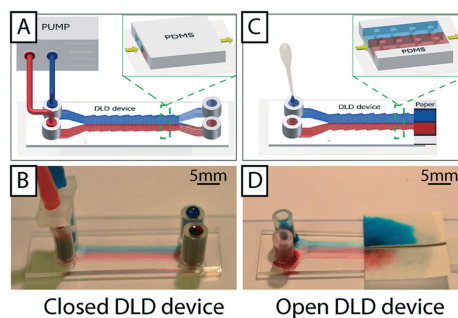 A
PUMP
PDMS
DLD device
C
PDMS
DLD device
Paper
B
5mm
D
5mm
Closed DLD device
Open DLD device